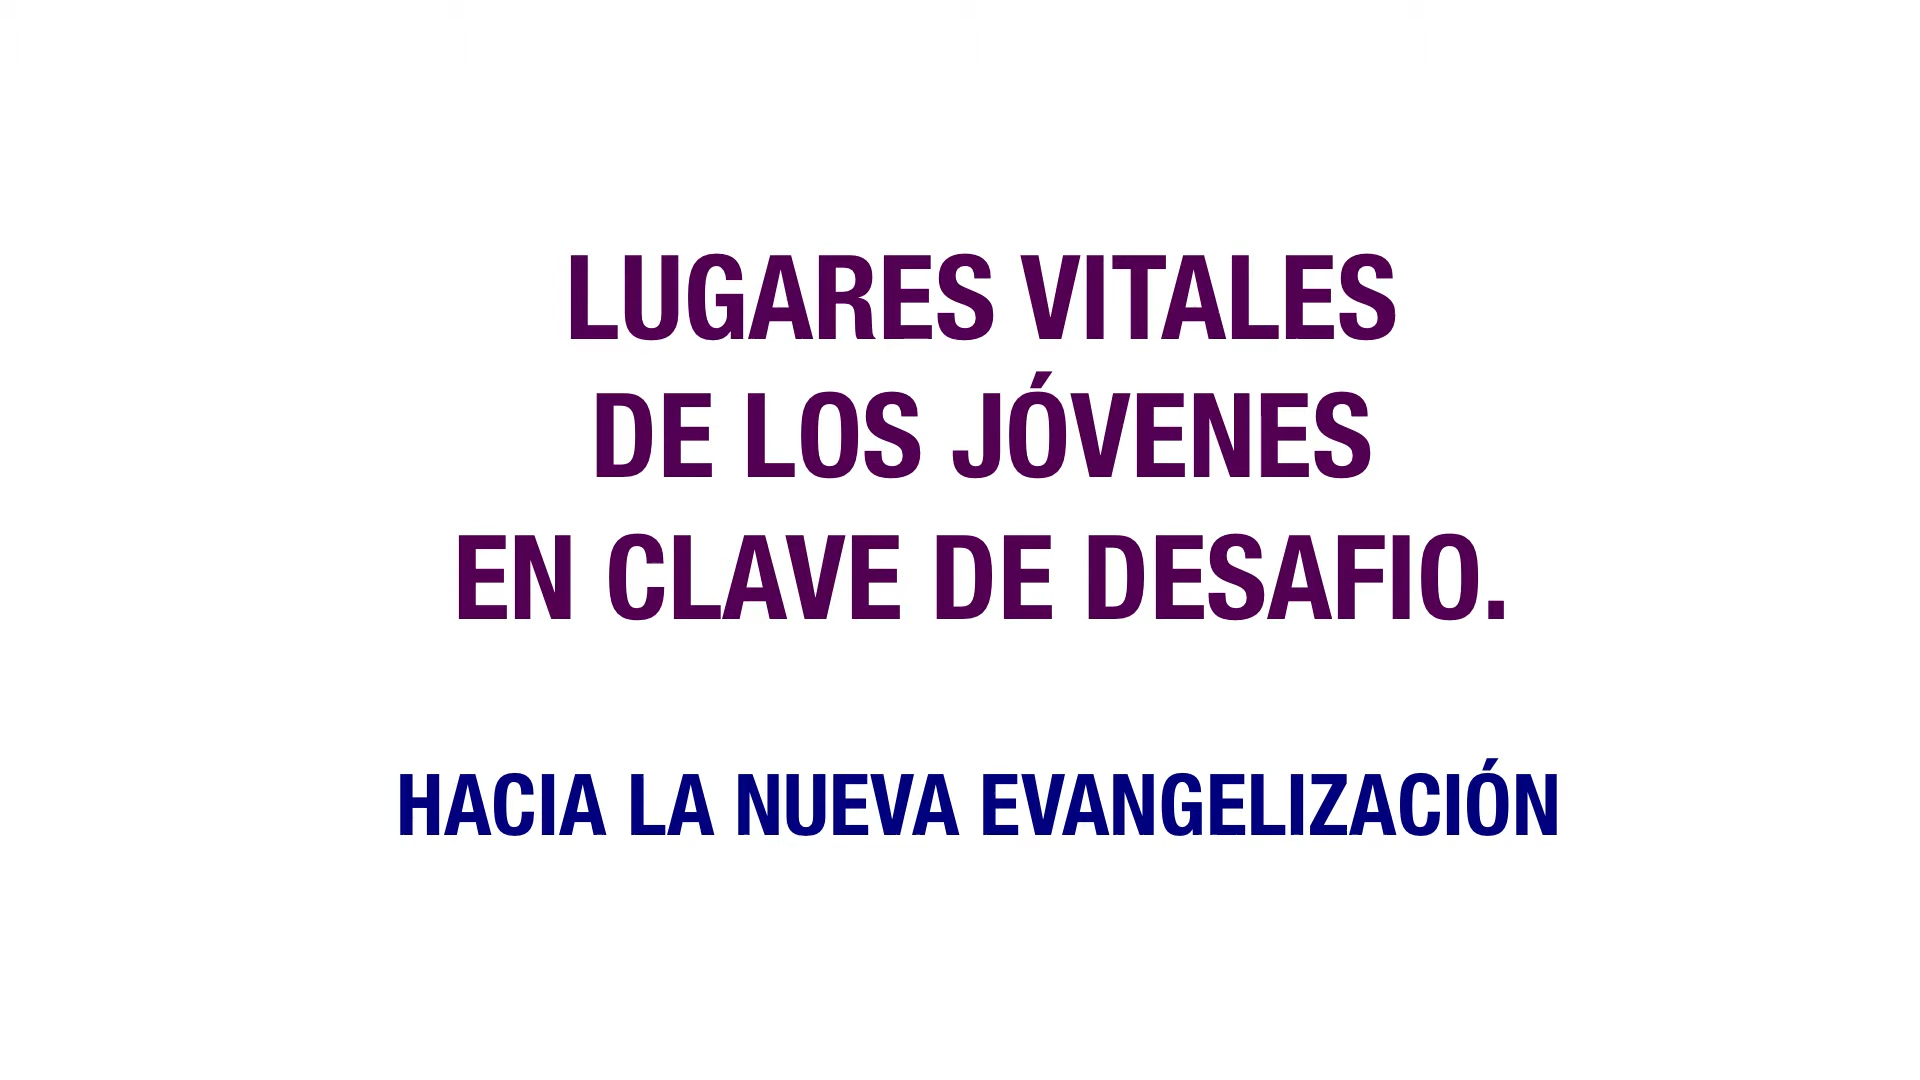 LUGARES VITALES
DE LOS JÓVENES
EN CLAVE DE DESAFIO.
HACIA LA NUEVA EVANGELIZACIÓN